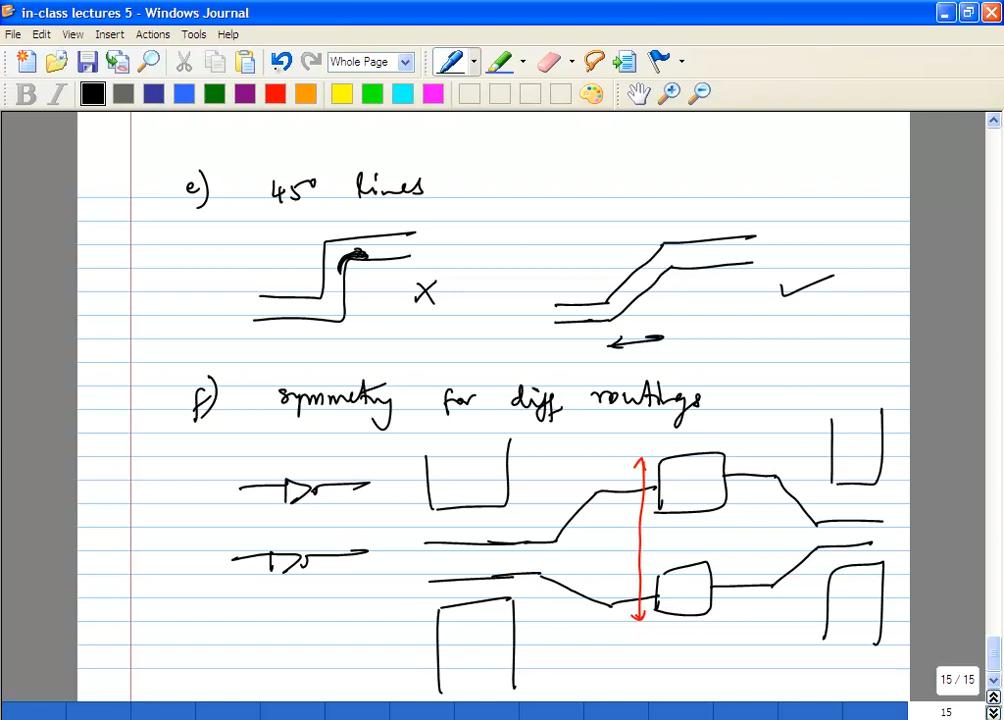 in-class lectures 5 - Windows Journal
File Edit View Insert Actions Tools Help
Whole Page
B I
e) 45° lines
x
f) symmetry for diff routings
15 / 15
15